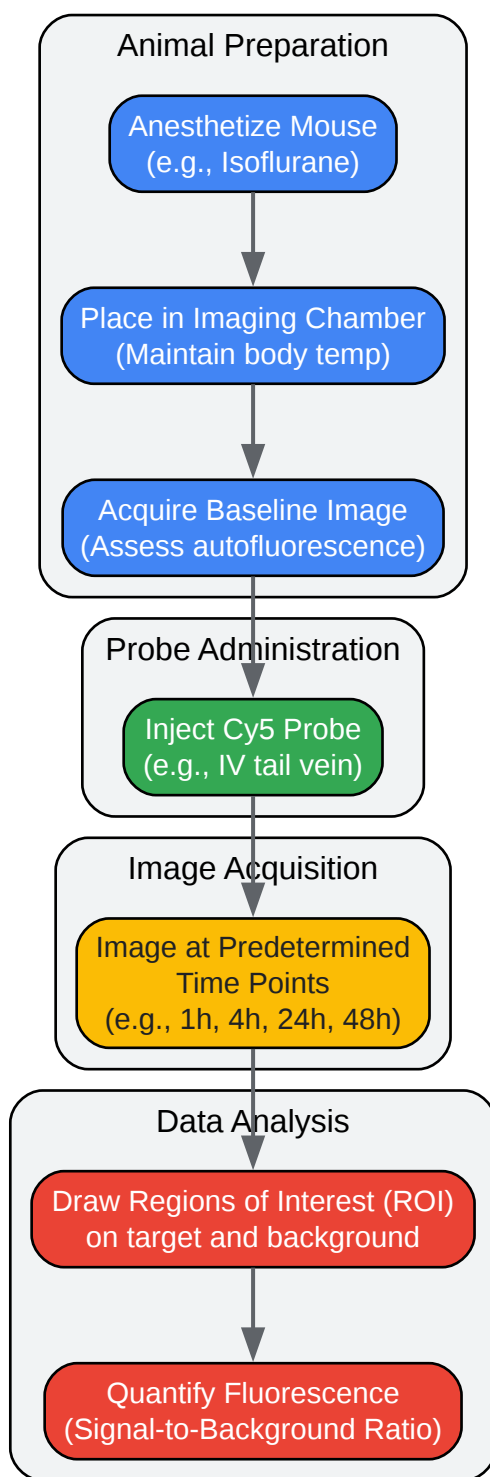 Animal Preparation
Anesthetize Mouse
(e.g., Isoflurane)
Place in Imaging Chamber
(Maintain body temp)
Acquire Baseline Image
(Assess autofluorescence)
Probe Administration
Inject Cy5 Probe
(e.g., IV tail vein)
Image Acquisition
Image at Predetermined
Time Points
(e.g., 1h, 4h, 24h, 48h)
Data Analysis
Draw Regions of Interest (ROI)
on target and background
Quantify Fluorescence
(Signal-to-Background Ratio)